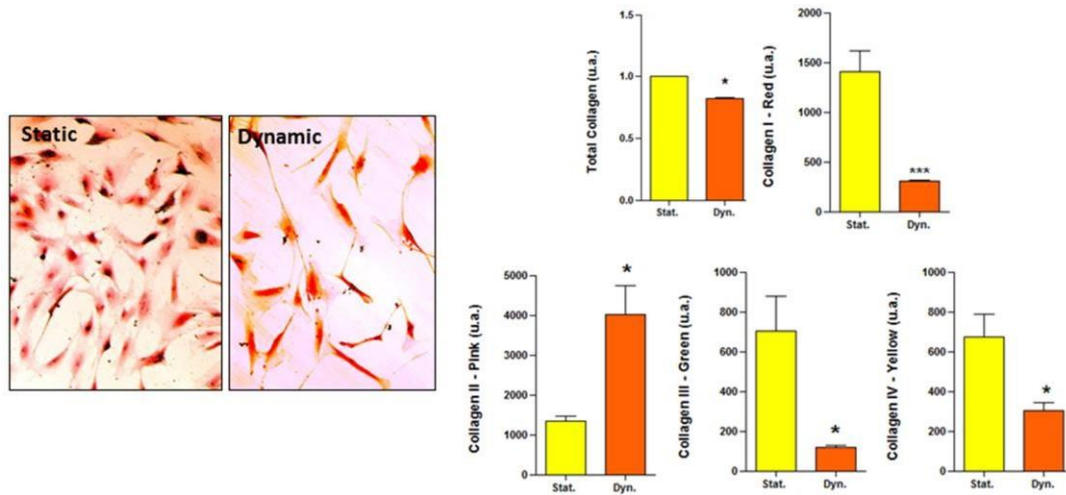 Static
Dynamic
Total Collagen (u.a.)
1.5
1.0
0.5
0.0
*
Stat.
Dyn.
Collagen I - Red (u.a.)
2000
1500
1000
500
0
***
Stat.
Dyn.
Collagen II - Pink (u.a.)
5000
4000
3000
2000
1000
0
*
Stat.
Dyn.
Collagen III - Green (u.a.)
1000
800
600
400
200
0
*
Stat.
Dyn.
Collagen IV - Yellow (u.a.)
1000
800
600
400
200
0
*
Stat.
Dyn.